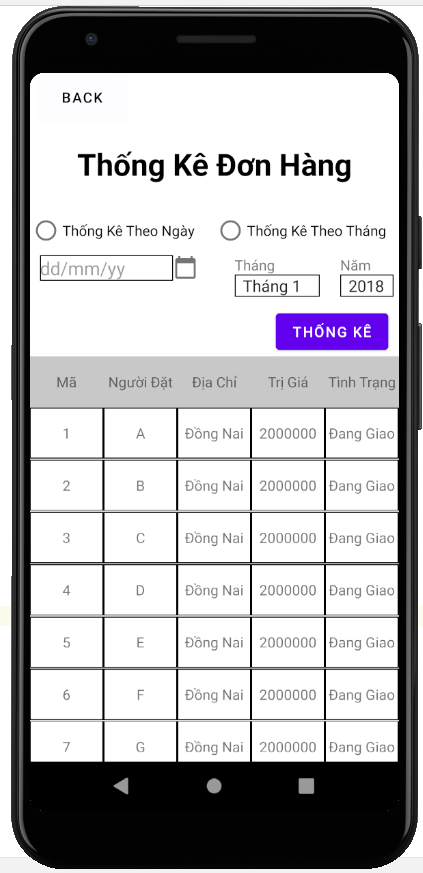 BACK
Thống Kê Đơn Hàng
Thống Kê Theo Ngày Thống Kê Theo Tháng
dd/mm/yy
Tháng Năm
Tháng 1 2018
THỐNG KÊ
Mã Người Đặt Địa Chỉ Trị Giá Tình Trạng
1 A Đồng Nai 2000000 Đang Giao
2 B Đồng Nai 2000000 Đang Giao
3 C Đồng Nai 2000000 Đang Giao
4 D Đồng Nai 2000000 Đang Giao
5 E Đồng Nai 2000000 Đang Giao
6 F Đồng Nai 2000000 Đang Giao
7 G Đồng Nai 2000000 Đang Giao